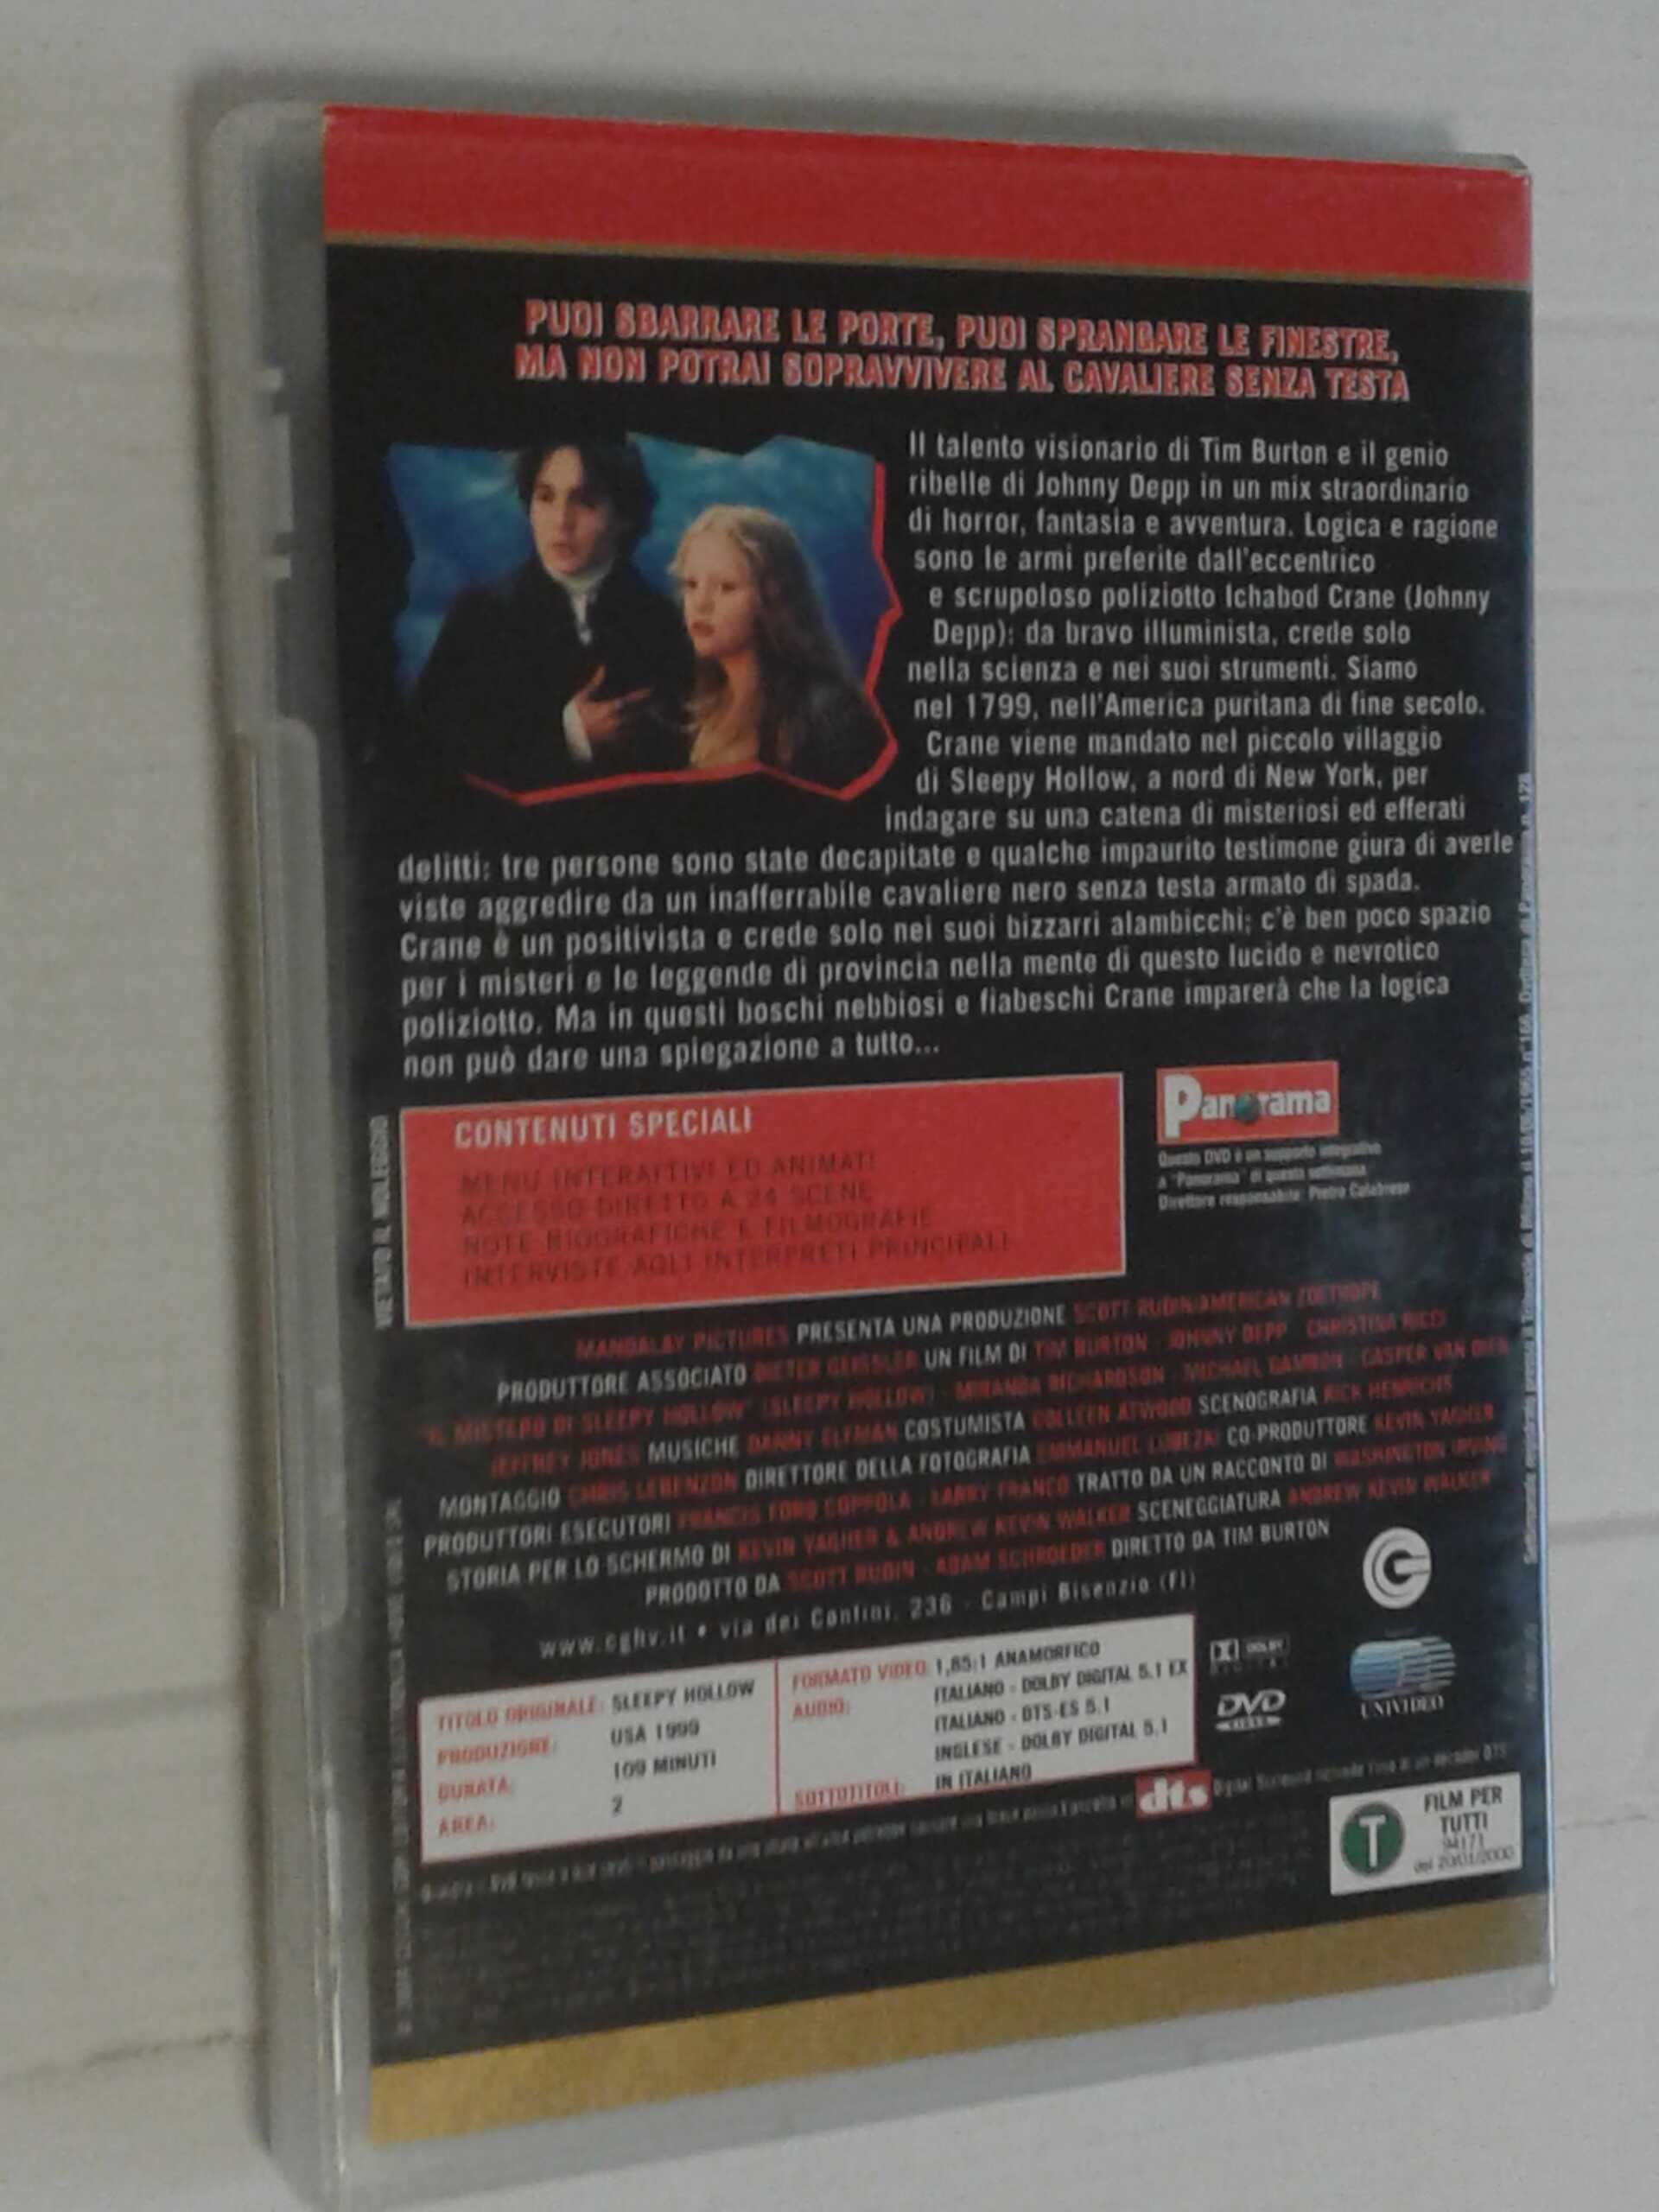 PUOI SBARRARE LE PORTE, PUOI SPRANGARE LE FINESTRE,
MA NON POTRAI SOPRAVVIVERE AL CAVALIERE SENZA TESTA
Il talento visionario di Tim Burton e il genio
ribelle di Johnny Depp in un mix straordinario
di horror, fantasia e avventura. Logica e ragione
sono le armi preferite dall'eccentrico
e scrupoloso poliziotto Ichabod Crane (Johnny
Depp): da bravo illuminista, crede solo
nella scienza e nei suoi strumenti. Siamo
nel 1799, nell'America puritana di fine secolo.
Crane viene mandato nel piccolo villaggio
di Sleepy Hollow, a nord di New York, per
indagare su una catena di misteriosi ed efferati
delitti: tre persone sono state decapitate e qualche impaurito testimone giura di averle
viste aggredire da un inafferrabile cavaliere nero senza testa armato di spada.
Crane è un positivista e crede solo nei suoi bizzarri alambicchi; c'è ben poco spazio
per i misteri e le leggende di provincia nella mente di questo lucido e nevrotico
poliziotto. Ma in questi boschi nebbiosi e fiabeschi Crane imparerà che la logica
non può dare una spiegazione a tutto...
CONTENUTI SPECIALI
MENU INTERATTIVI ED ANIMATI
ACCESSO DIRETTO A 24 SCENE
NOTE BIOGRAFICHE E FILMOGRAFIE
INTERVISTE AGLI INTERPRETI PRINCIPALI
Panorama
Questo DVD è un supporto integrativo
a "Panorama" di questa settimana
Direttore responsabile: Pietro Calabrese
VIETATO IL NOLEGGIO
MANDALAY PICTURES PRESENTA UNA PRODUZIONE SCOTT RUDIN/AMERICAN ZOETROPE
PRODUTTORE ASSOCIATO DIETER GEISSLER UN FILM DI TIM BURTON - JOHNNY DEPP - CHRISTINA RICCI
"IL MISTERO DI SLEEPY HOLLOW" (SLEEPY HOLLOW) - MIRANDA RICHARDSON - MICHAEL GAMBON - CASPER VAN DIEN
JEFFREY JONES MUSICHE DANNY ELFMAN COSTUMISTA COLLEEN ATWOOD SCENOGRAFIA RICK HEINRICHS
MONTAGGIO CHRIS LEBENZON DIRETTORE DELLA FOTOGRAFIA EMMANUEL LUBEZKI CO-PRODUTTORE KEVIN YAGHER
PRODUTTORI ESECUTORI FRANCIS FORD COPPOLA - LARRY FRANCO TRATTO DA UN RACCONTO DI WASHINGTON IRVING
STORIA PER LO SCHERMO DI KEVIN YAGHER & ANDREW KEVIN WALKER SCENEGGIATURA ANDREW KEVIN WALKER
PRODOTTO DA SCOTT RUDIN - ADAM SCHROEDER DIRETTO DA TIM BURTON
www.cghv.it • via dei Confini, 236 - Campi Bisenzio (FI)
TITOLO ORIGINALE: SLEEPY HOLLOW
PRODUZIONE: USA 1999
DURATA: 109 MINUTI
AREA: 2
FORMATO VIDEO: 1,85:1 ANAMORFICO
AUDIO: ITALIANO - DOLBY DIGITAL 5.1 EX
ITALIANO - DTS-ES 5.1
INGLESE - DOLBY DIGITAL 5.1
SOTTOTITOLI: IN ITALIANO
DOLBY
DIGITAL
DVD
VIDEO
UNIVIDEO
dts
T
FILM PER
TUTTI
94171
del 20/01/2000